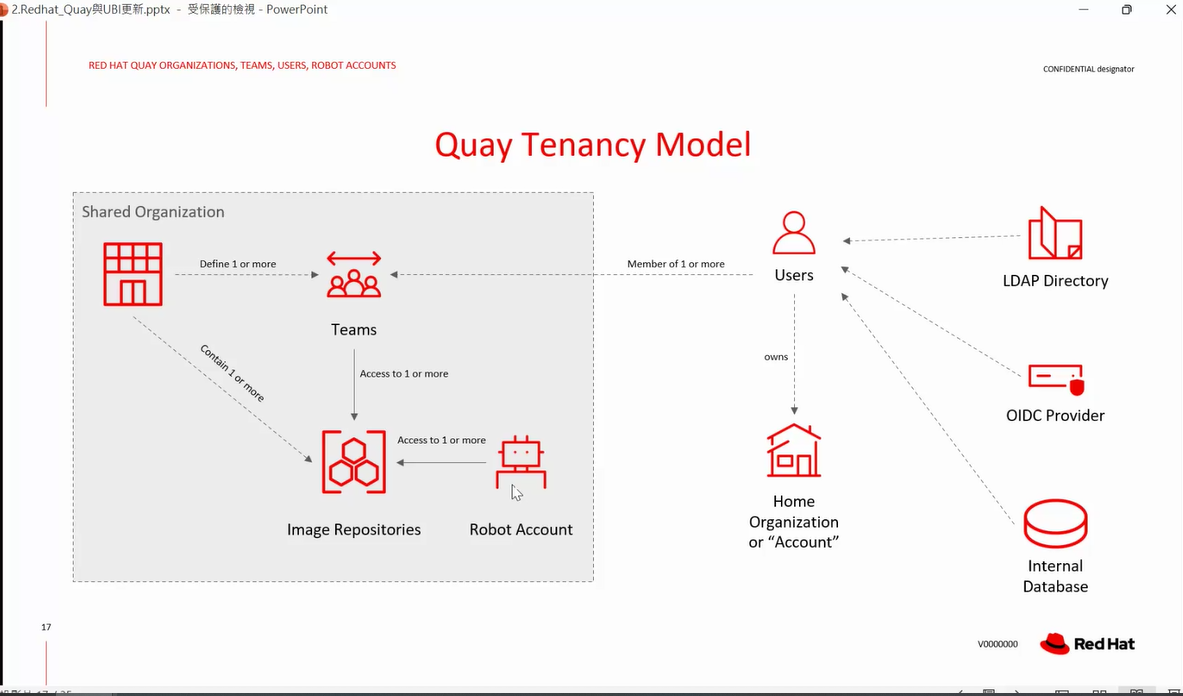 2.Redhat_Quay與UBI更新.pptx - 受保護的檢視 - PowerPoint
RED HAT QUAY ORGANIZATIONS, TEAMS, USERS, ROBOT ACCOUNTS
CONFIDENTIAL designator
Quay Tenancy Model
Shared Organization
Define 1 or more
Member of 1 or more
Users
LDAP Directory
Teams
Contain 1 or more
Access to 1 or more
owns
OIDC Provider
Access to 1 or more
Image Repositories
Robot Account
Home
Organization
or “Account”
Internal
Database
17
V0000000
Red Hat